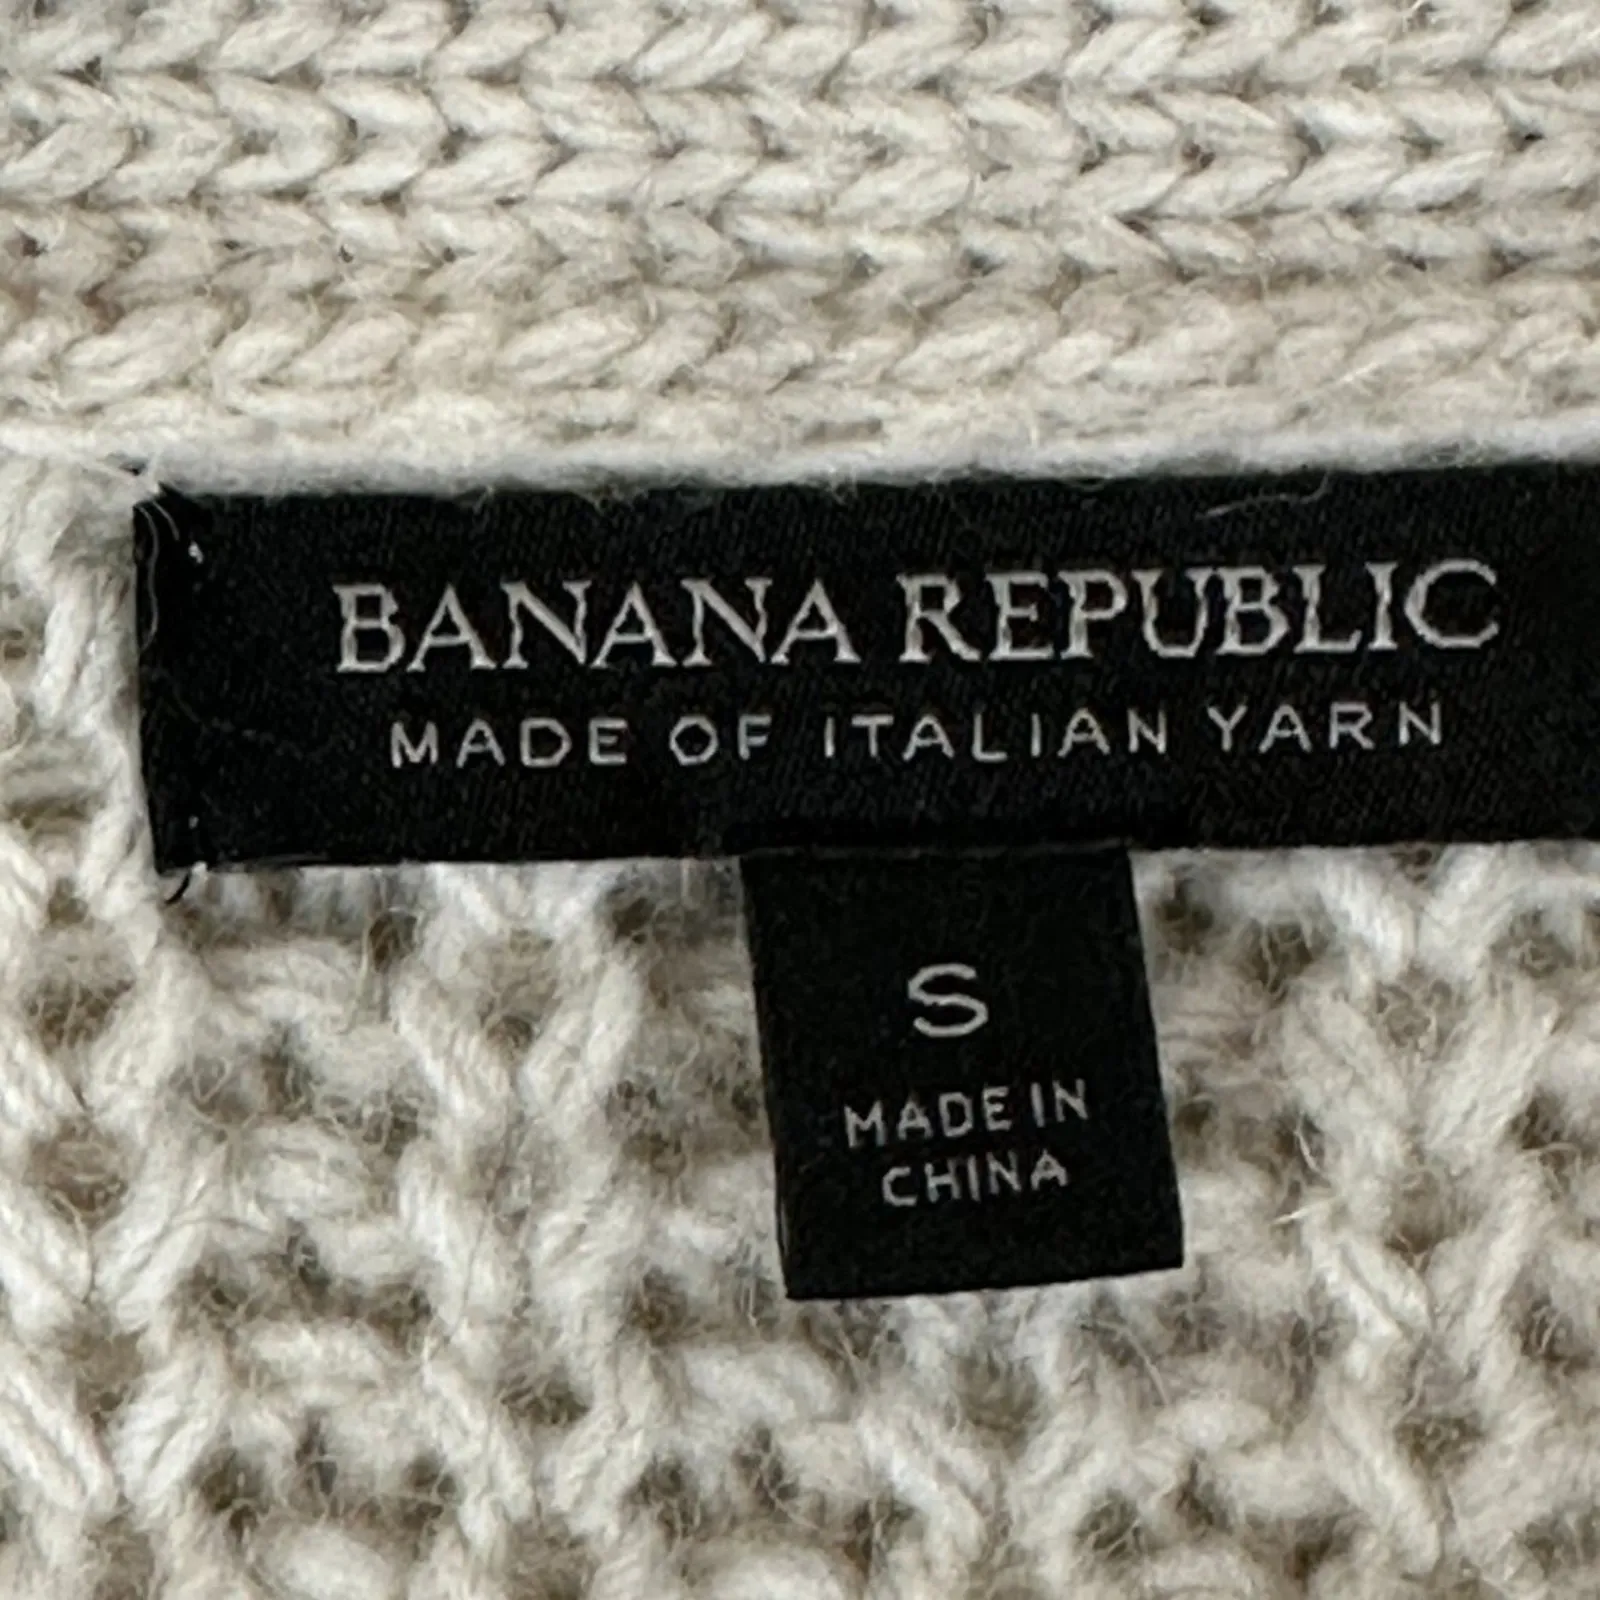 BANANA REPUBLIC
MADE OF ITALIAN YARN
S
MADE IN
CHINA